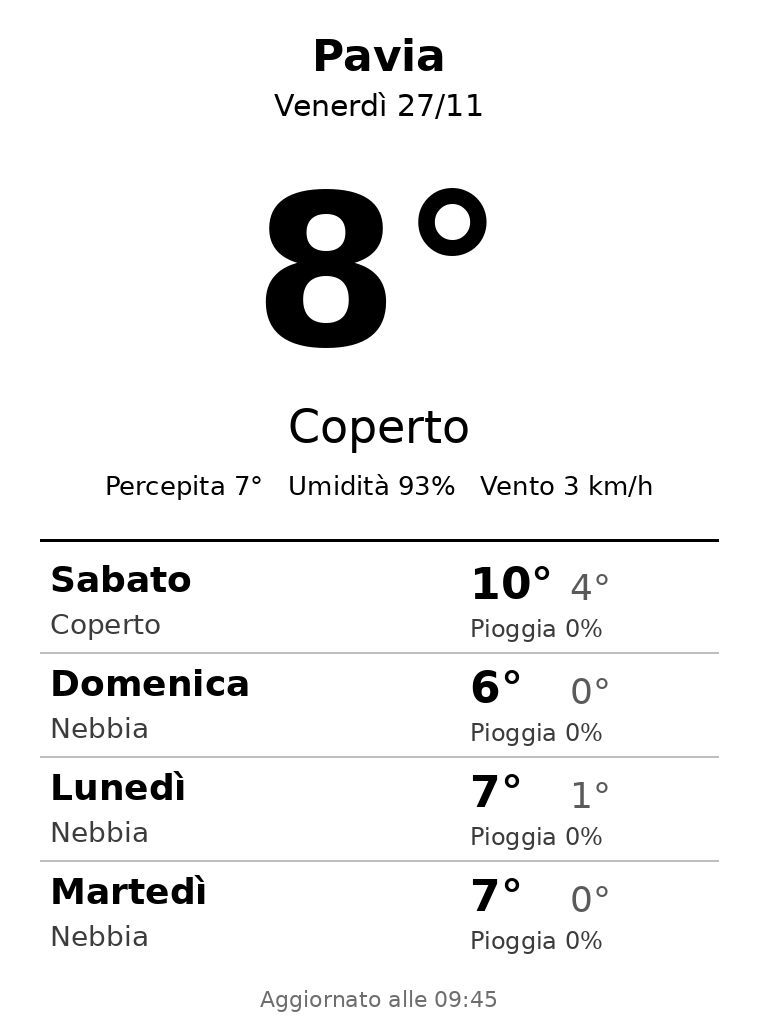 Pavia
Venerdì 27/11
8°
Coperto
Percepita 7° Umidità 93% Vento 3 km/h
Sabato 10° 4°
Coperto Pioggia 0%
Domenica 6° 0°
Nebbia Pioggia 0%
Lunedì 7° 1°
Nebbia Pioggia 0%
Martedì 7° 0°
Nebbia Pioggia 0%
Aggiornato alle 09:45